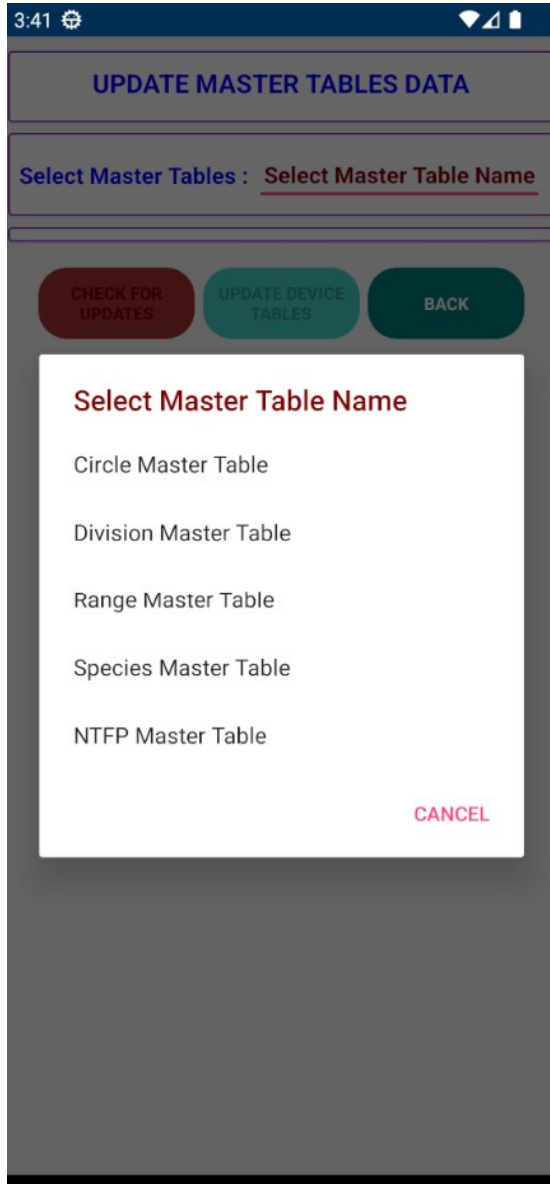 3:41
UPDATE MASTER TABLES DATA
Select Master Tables : Select Master Table Name
CHECK FOR UPDATE DEVICE BACK
UPDATES TABLES
Select Master Table Name
Circle Master Table
Division Master Table
Range Master Table
Species Master Table
NTFP Master Table
CANCEL